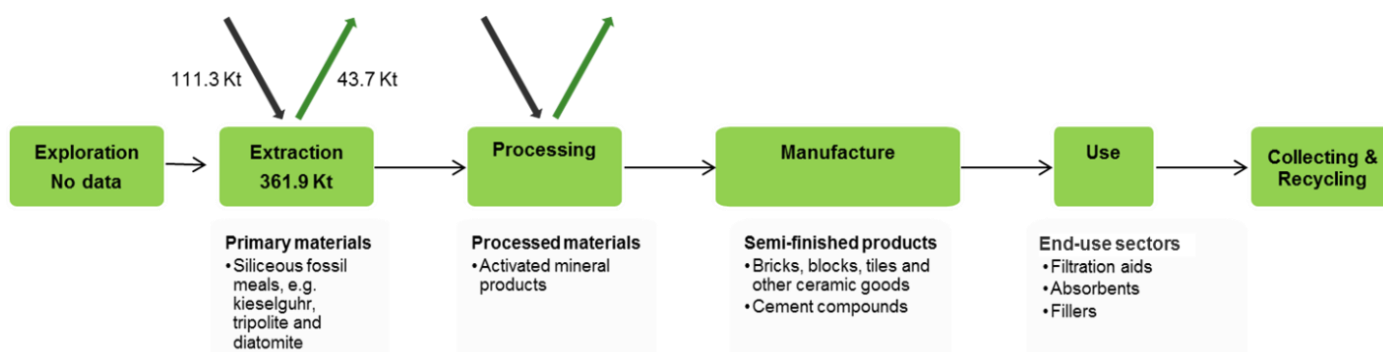 111.3 Kt
43.7 Kt
Exploration
No data
Extraction
361.9 Kt
Processing
Manufacture
Use
Collecting &
Recycling
Primary materials
•Siliceous fossil
meals, e.g.
kieselguhr,
tripolite and
diatomite
Processed materials
•Activated mineral
products
Semi-finished products
•Bricks, blocks, tiles and
other ceramic goods
•Cement compounds
End-use sectors
•Filtration aids
•Absorbents
•Fillers